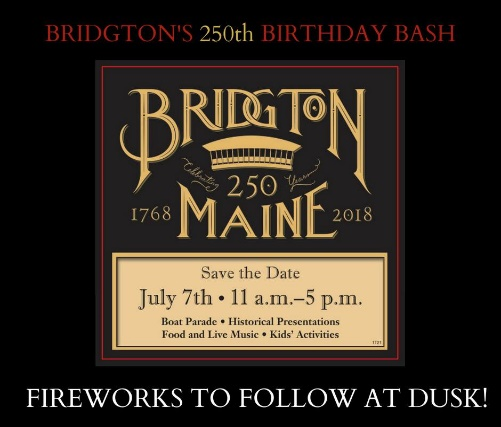 BRIDGTON'S 250th BIRTHDAY BASH
BRIDGTON
Celebrating 250 Years
1768 MAINE 2018
Save the Date
July 7th • 11 a.m.–5 p.m.
Boat Parade • Historical Presentations
Food and Live Music • Kids' Activities
FIREWORKS TO FOLLOW AT DUSK!